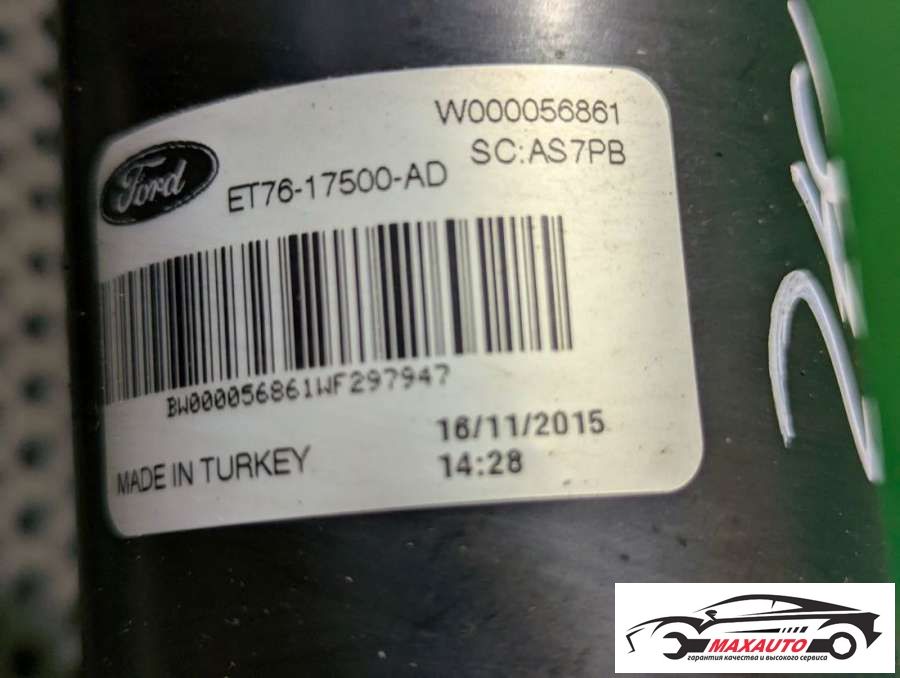 W000056861
SC:AS7PB
Ford
ET76-17500-AD
BW000056861WF297947
16/11/2015
MADE IN TURKEY
14:28
MAXAUTO
гарантия качества и высокого сервиса